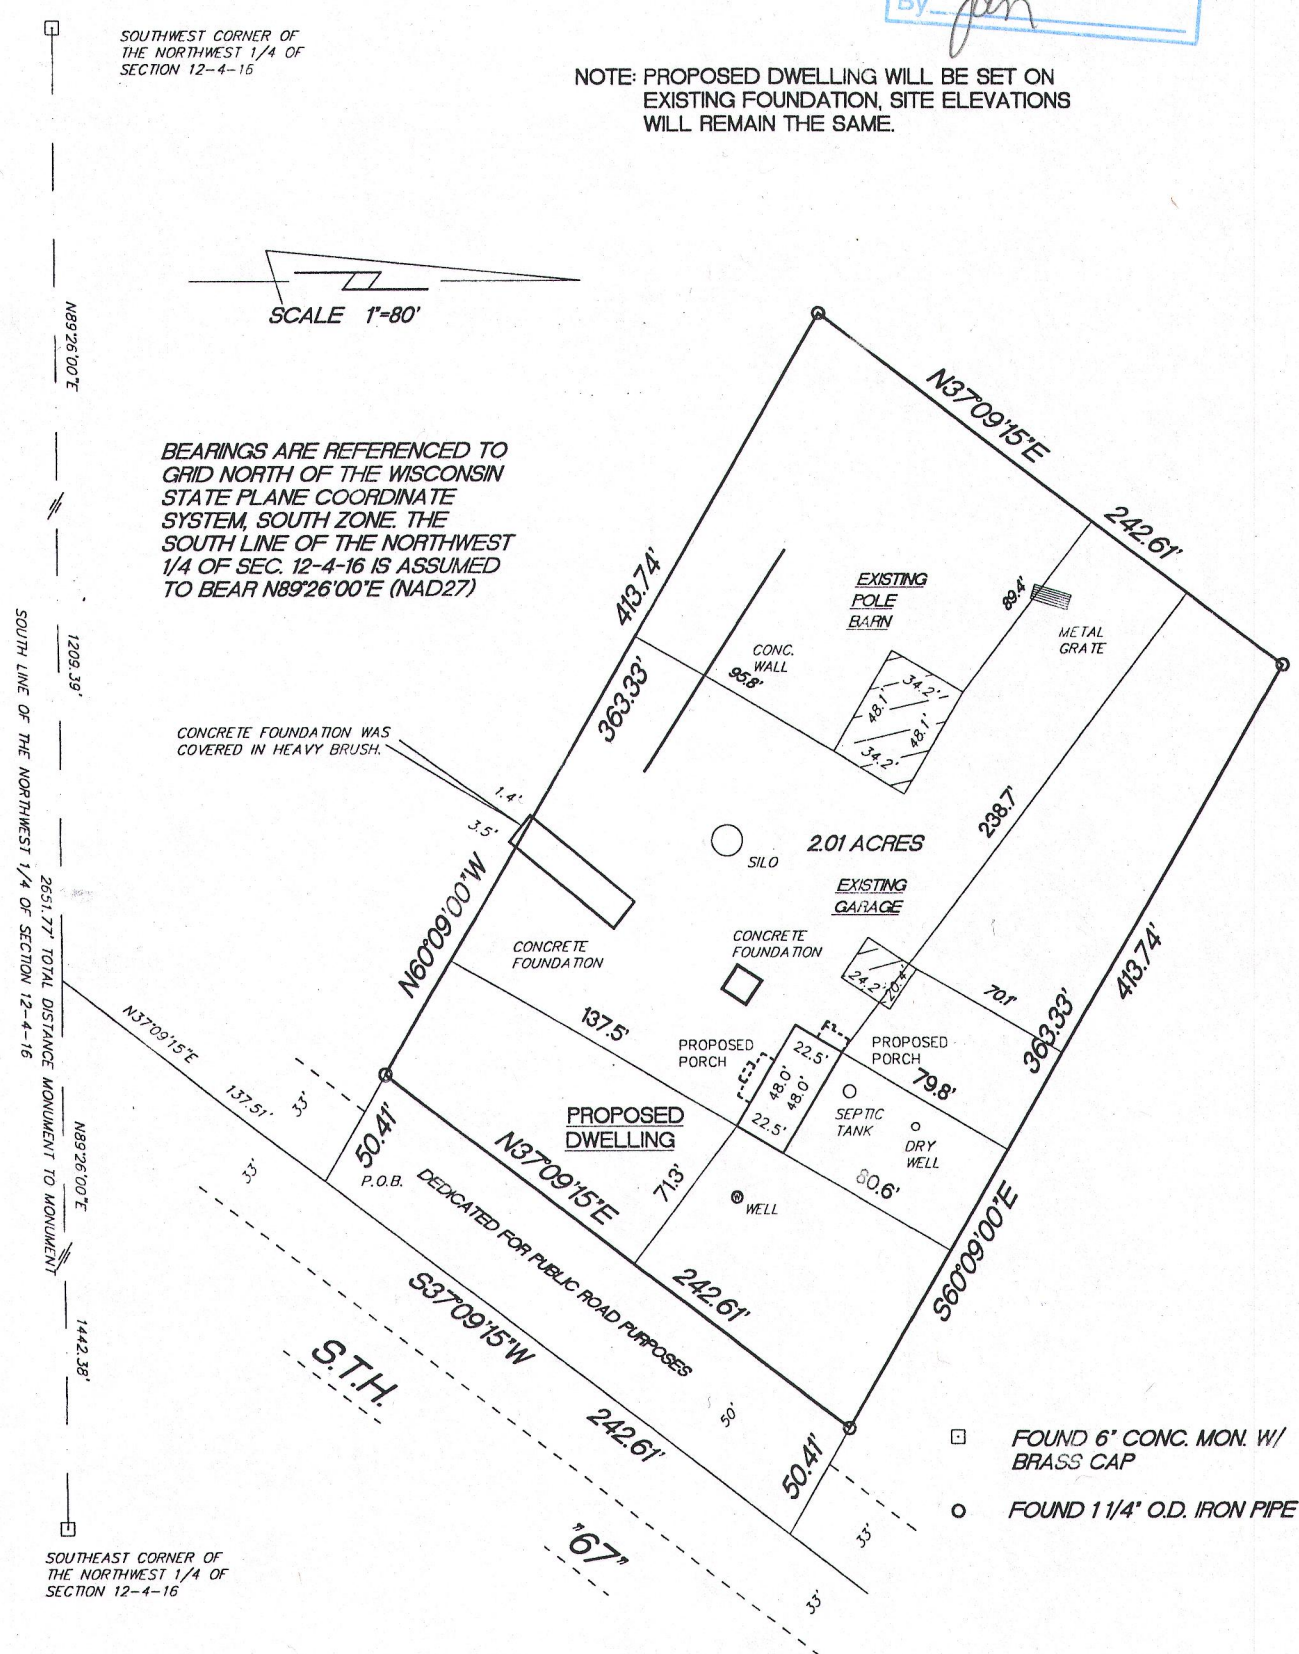 By
SOUTHWEST CORNER OF
THE NORTHWEST 1/4 OF
SECTION 12-4-16
NOTE: PROPOSED DWELLING WILL BE SET ON
EXISTING FOUNDATION, SITE ELEVATIONS
WILL REMAIN THE SAME.
SCALE 1"=80'
N89°26'00"E
BEARINGS ARE REFERENCED TO
GRID NORTH OF THE WISCONSIN
STATE PLANE COORDINATE
SYSTEM, SOUTH ZONE. THE
SOUTH LINE OF THE NORTHWEST
1/4 OF SEC. 12-4-16 IS ASSUMED
TO BEAR N89°26'00"E (NAD27)
N37°09'15"E
242.61'
413.74'
363.33'
EXISTING
POLE
BARN
89.4'
METAL
GRATE
CONC.
WALL
95.8'
34.2'
48.1'
48.1'
34.2'
1209.39'
SOUTH LINE OF THE NORTHWEST 1/4 OF SECTION 12-4-16
2651.77' TOTAL DISTANCE MONUMENT TO MONUMENT
CONCRETE FOUNDATION WAS
COVERED IN HEAVY BRUSH.
1.4'
3.5'
238.7'
SILO
2.01 ACRES
EXISTING
GARAGE
N60°09'00"W
CONCRETE
FOUNDATION
CONCRETE
FOUNDATION
24.2'
20.4'
70.1'
413.74'
363.33'
137.5'
PROPOSED
PORCH
PROPOSED
PORCH
22.5'
48.0'
48.0'
22.5'
79.8'
SEPTIC
TANK
DRY
WELL
80.6'
N37°09'15"E
137.51'
33'
33'
50.41'
P.O.B.
PROPOSED
DWELLING
71.3'
WELL
W
N37°09'15"E
242.61'
S60°09'00"E
DEDICATED FOR PUBLIC ROAD PURPOSES
N89°26'00"E
1442.38'
S37°09'15"W
242.61'
S.T.H.
"67"
50'
50.41'
33'
33'
FOUND 6" CONC. MON. W/
BRASS CAP
FOUND 1 1/4" O.D. IRON PIPE
SOUTHEAST CORNER OF
THE NORTHWEST 1/4 OF
SECTION 12-4-16